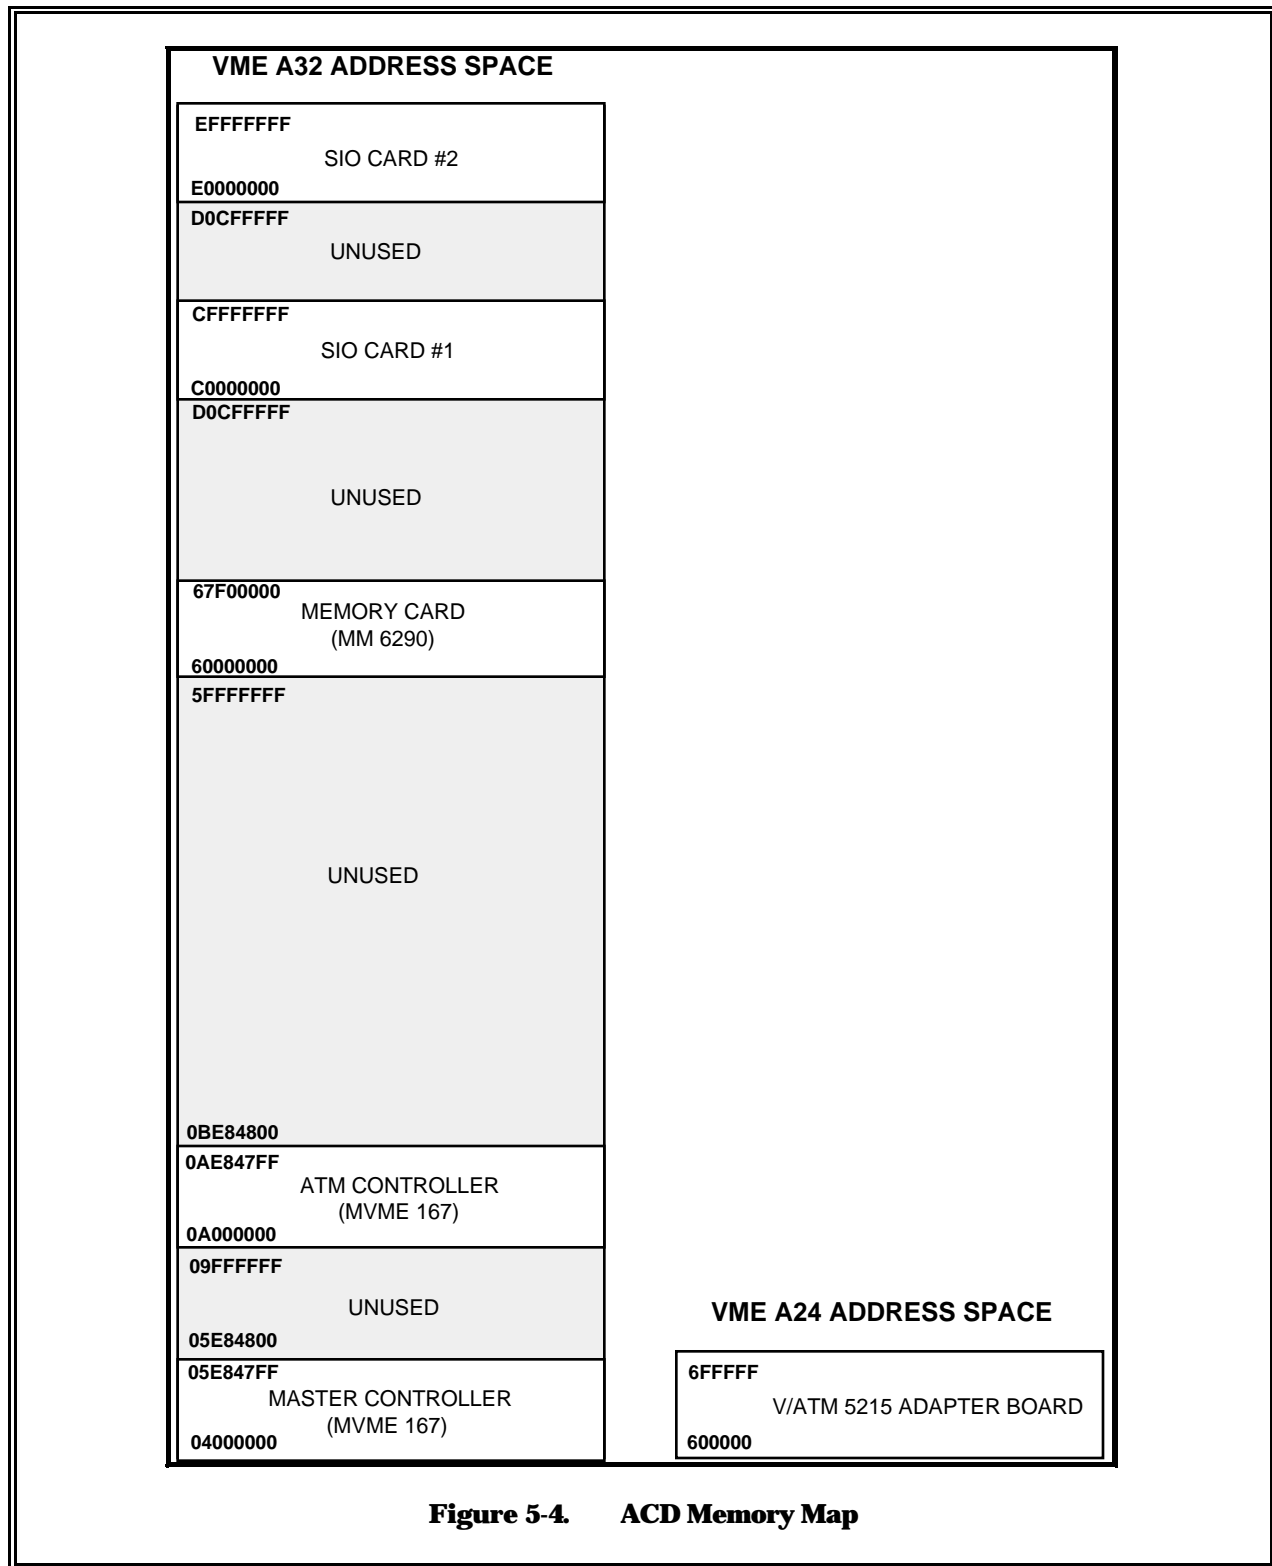 VME A32 ADDRESS SPACE
EFFFFFFF
SIO CARD #2
E0000000
D0CFFFFF
UNUSED
CFFFFFFF
SIO CARD #1
C0000000
D0CFFFFF
UNUSED
67F00000
MEMORY CARD
(MM 6290)
60000000
5FFFFFFF
UNUSED
0BE84800
0AE847FF
ATM CONTROLLER
(MVME 167)
0A000000
09FFFFFF
UNUSED
05E84800
05E847FF
MASTER CONTROLLER
(MVME 167)
04000000
VME A24 ADDRESS SPACE
6FFFFF
V/ATM 5215 ADAPTER BOARD
600000
Figure 5-4. ACD Memory Map